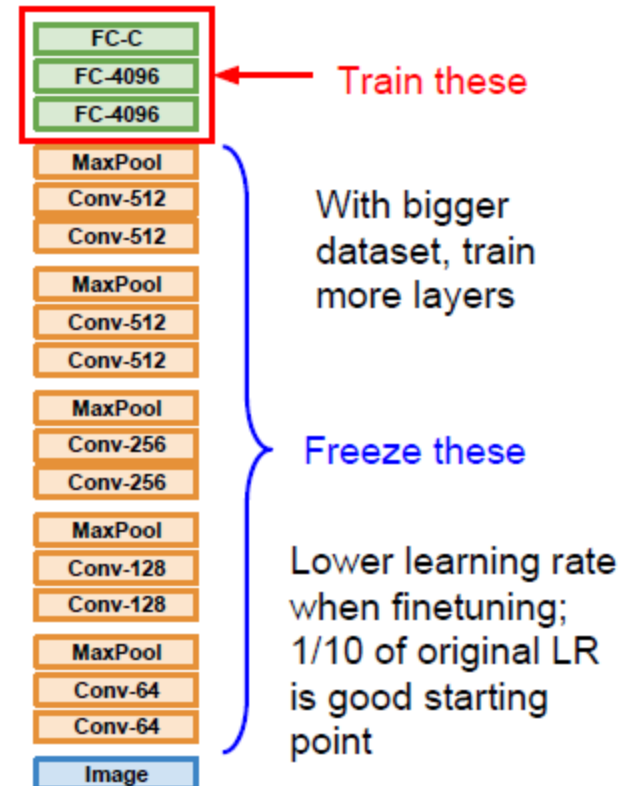 FC-C
FC-4096
FC-4096
Train these
MaxPool
Conv-512
Conv-512
With bigger
dataset, train
more layers
MaxPool
Conv-512
Conv-512
MaxPool
Conv-256
Conv-256
Freeze these
MaxPool
Conv-128
Conv-128
Lower learning rate
when finetuning;
1/10 of original LR
is good starting
point
MaxPool
Conv-64
Conv-64
Image